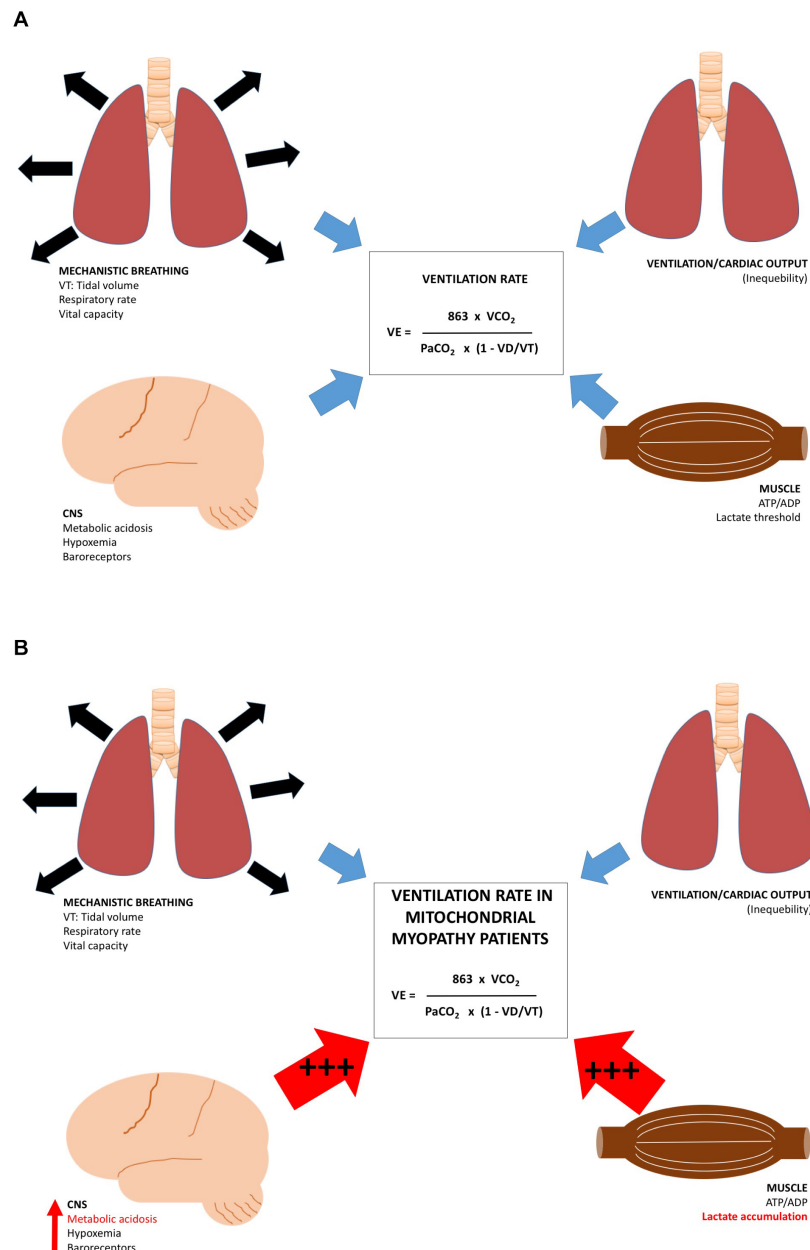 A
MECHANISTIC BREATHING
VT: Tidal volume
Respiratory rate
Vital capacity
VENTILATION RATE
VE = 863 x VCO₂
PaCO₂ x (1 - VD/VT)
VENTILATION/CARDIAC OUTPUT
(Inequebility)
CNS
Metabolic acidosis
Hypoxemia
Baroreceptors
MUSCLE
ATP/ADP
Lactate threshold
B
MECHANISTIC BREATHING
VT: Tidal volume
Respiratory rate
Vital capacity
VENTILATION RATE IN
MITOCHONDRIAL
MYOPATHY PATIENTS
VE = 863 x VCO₂
PaCO₂ x (1 - VD/VT)
VENTILATION/CARDIAC OUTPUT
(Inequebility)
+++
+++
CNS
Metabolic acidosis
Hypoxemia
Baroreceptors
MUSCLE
ATP/ADP
Lactate accumulation